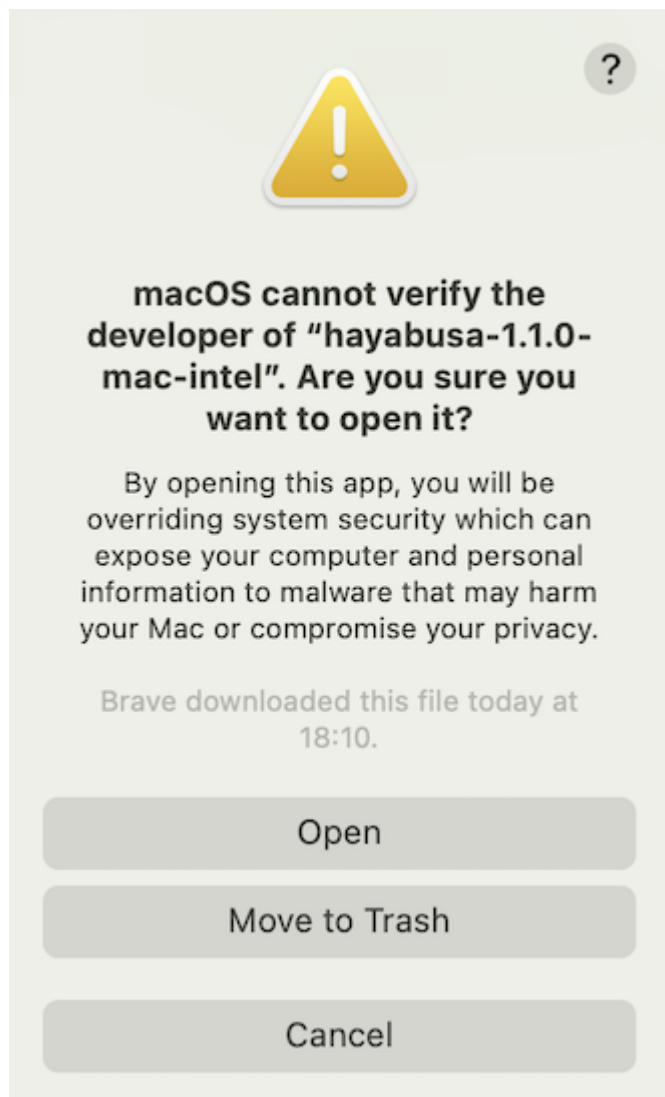 ?
macOS cannot verify the
developer of “hayabusa-1.1.0-
mac-intel”. Are you sure you
want to open it?
By opening this app, you will be
overriding system security which can
expose your computer and personal
information to malware that may harm
your Mac or compromise your privacy.
Brave downloaded this file today at
18:10.
Open
Move to Trash
Cancel